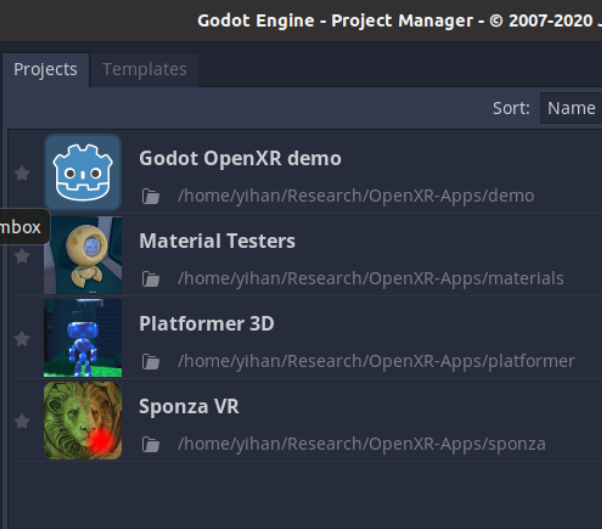 Godot Engine - Project Manager - © 2007-2020
Projects Templates
Sort: Name
Godot OpenXR demo
/home/yihan/Research/OpenXR-Apps/demo
mbox
Material Testers
/home/yihan/Research/OpenXR-Apps/materials
Platformer 3D
/home/yihan/Research/OpenXR-Apps/platformer
Sponza VR
/home/yihan/Research/OpenXR-Apps/sponza